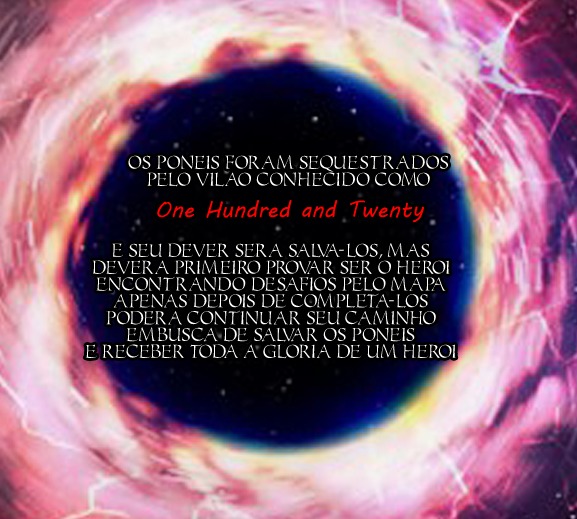 OS PONEIS FORAM SEQUESTRADOS
PELO VILAO CONHECIDO COMO
One Hundred and Twenty
E SEU DEVER SERA SALVA-LOS, MAS
DEVERA PRIMEIRO PROVAR SER O HEROI
ENCONTRANDO DESAFIOS PELO MAPA
APENAS DEPOIS DE COMPLETA-LOS
PODERA CONTINUAR SEU CAMINHO
EMBUSCA DE SALVAR OS PONEIS
E RECEBER TODA A GLORIA DE UM HEROI